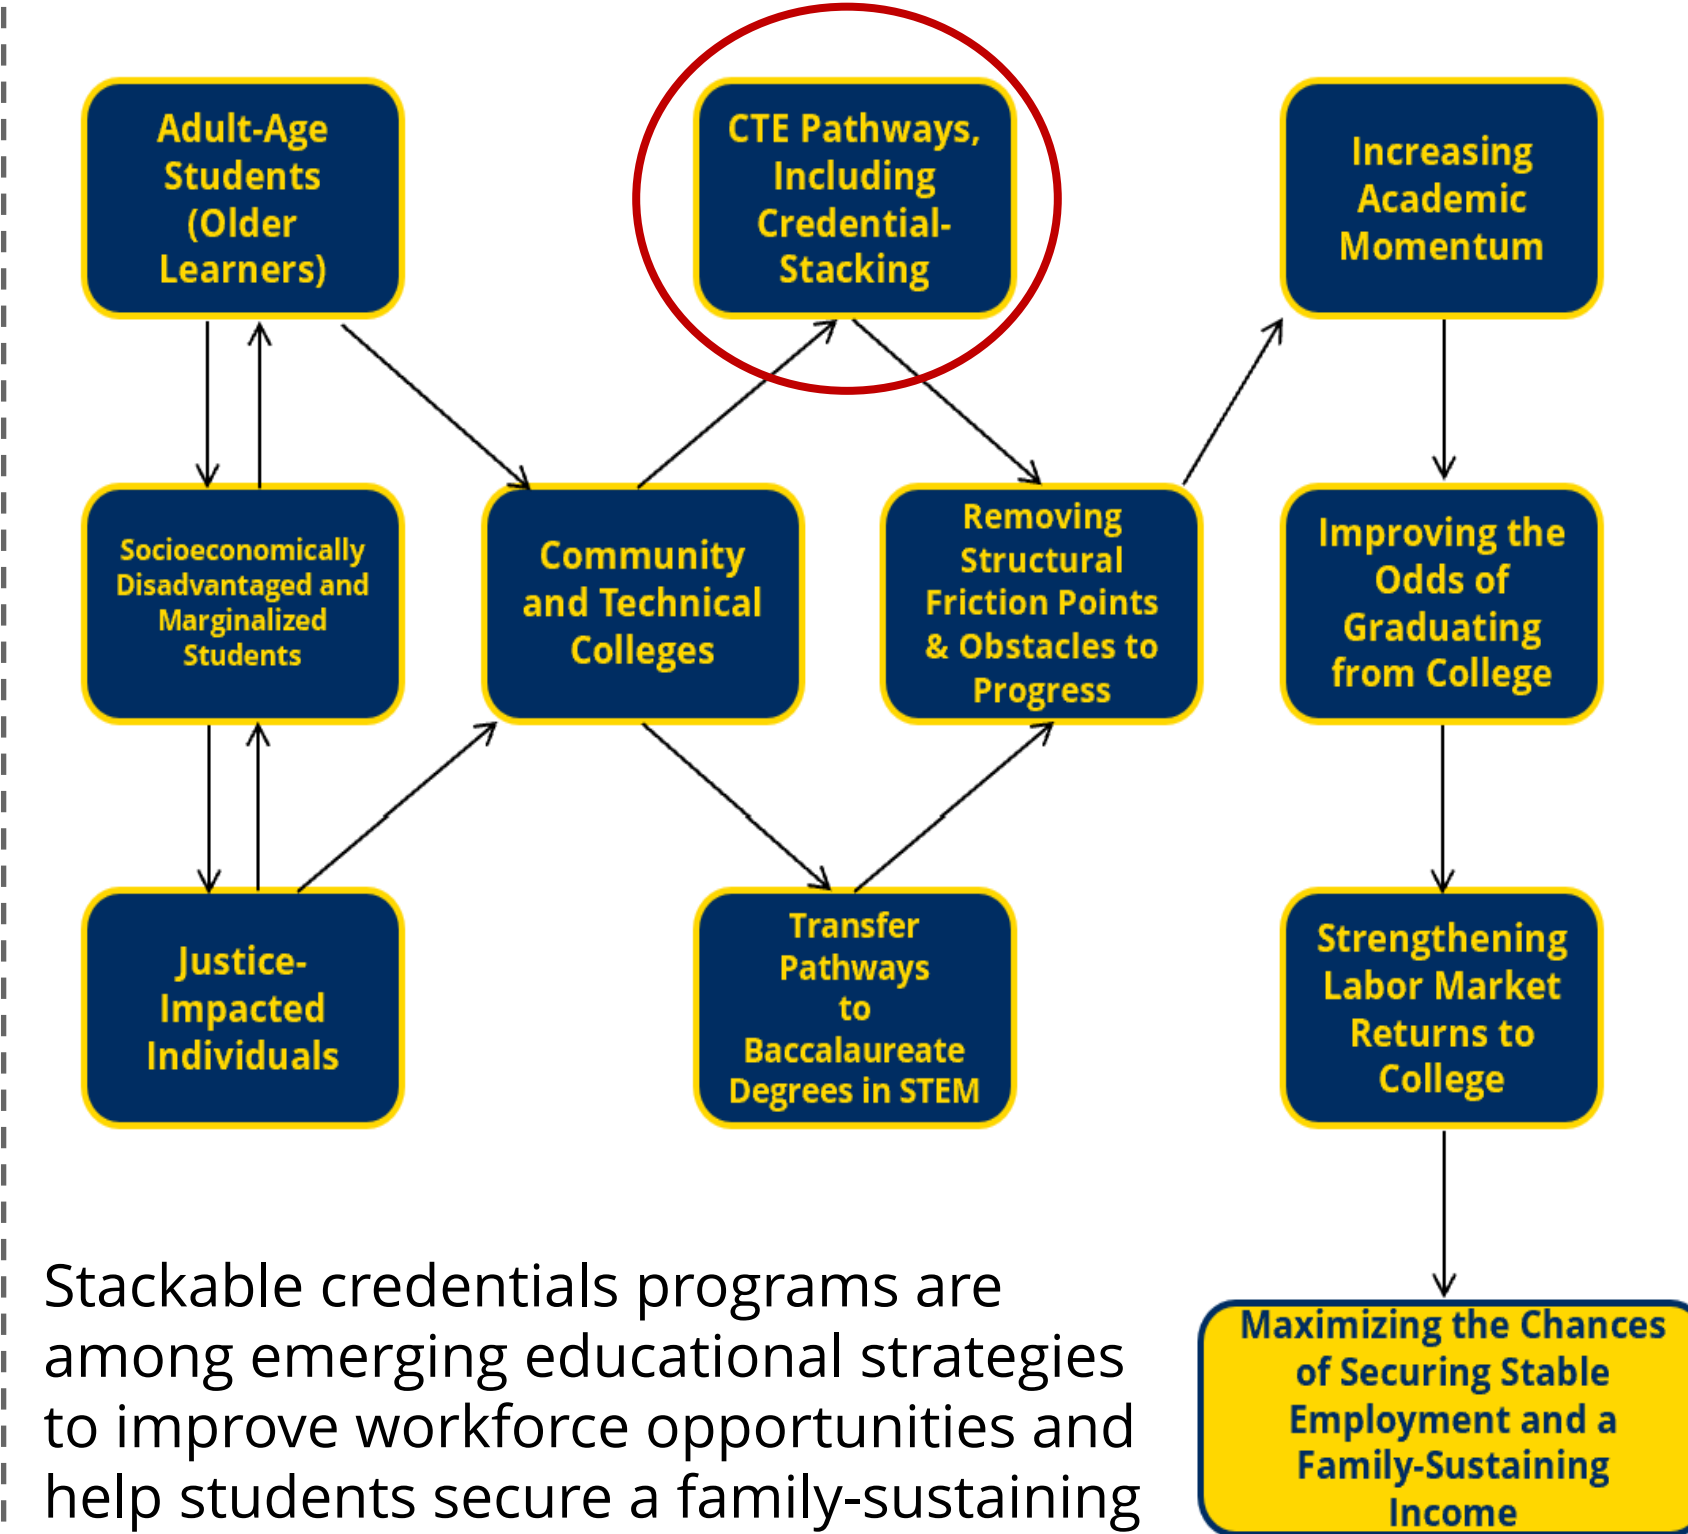 Adult-Age
Students
(Older
Learners)
CTE Pathways,
Including
Credential-
Stacking
Increasing
Academic
Momentum
Socioeconomically
Disadvantaged and
Marginalized
Students
Community
and Technical
Colleges
Removing
Structural
Friction Points
& Obstacles to
Progress
Improving the
Odds of
Graduating
from College
Justice-
Impacted
Individuals
Transfer
Pathways
to
Baccalaureate
Degrees in STEM
Strengthening
Labor Market
Returns to
College
Stackable credentials programs are
among emerging educational strategies
to improve workforce opportunities and
help students secure a family-sustaining
Maximizing the Chances
of Securing Stable
Employment and a
Family-Sustaining
Income